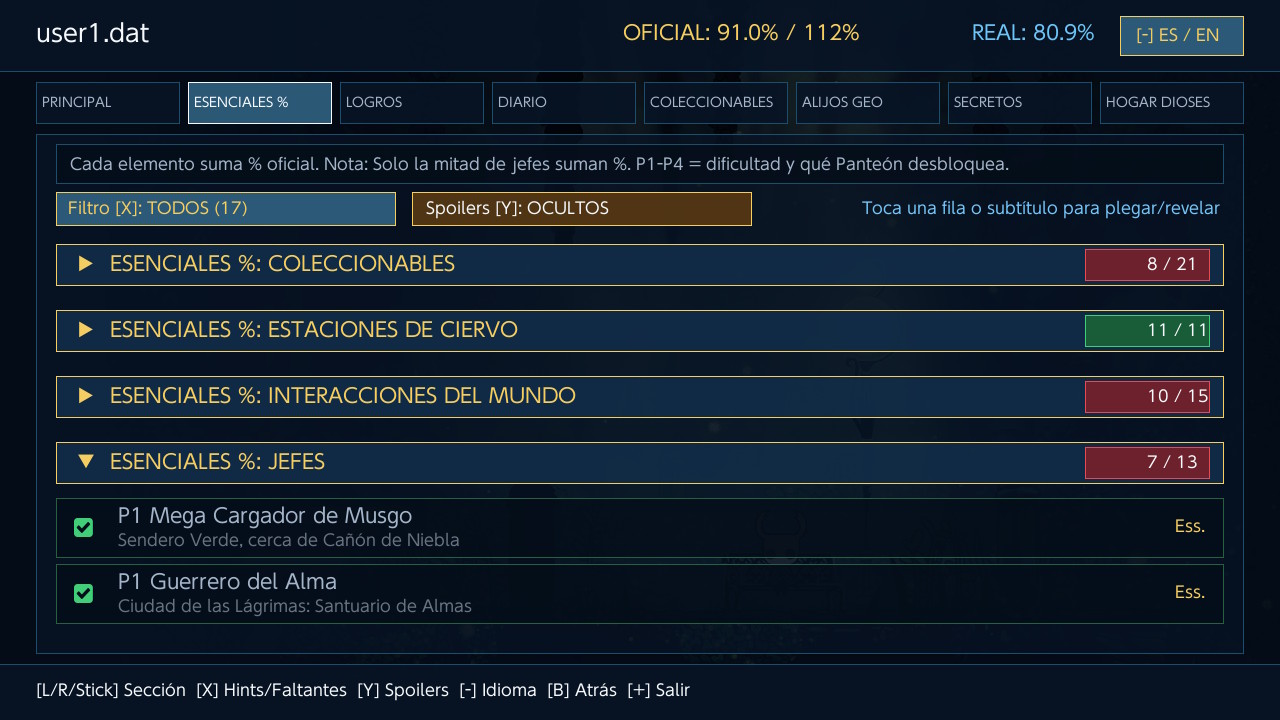 user1.dat
OFICIAL: 91.0% / 112%
REAL: 80.9%
[-] ES / EN
PRINCIPAL
ESENCIALES %
LOGROS
DIARIO
COLECCIONABLES
ALIJOS GEO
SECRETOS
HOGAR DIOSES
Cada elemento suma % oficial. Nota: Solo la mitad de jefes suman %. P1-P4 = dificultad y qué Panteón desbloquea.
Filtro [X]: TODOS (17)
Spoilers [Y]: OCULTOS
Toca una fila o subtítulo para plegar/revelar
ESENCIALES %: COLECCIONABLES
8 / 21
ESENCIALES %: ESTACIONES DE CIERVO
11 / 11
ESENCIALES %: INTERACCIONES DEL MUNDO
10 / 15
ESENCIALES %: JEFES
7 / 13
P1 Mega Cargador de Musgo
Sendero Verde, cerca de Cañón de Niebla
Ess.
P1 Guerrero del Alma
Ciudad de las Lágrimas: Santuario de Almas
Ess.
[L/R/Stick] Sección [X] Hints/Faltantes [Y] Spoilers [-] Idioma [B] Atrás [+] Salir